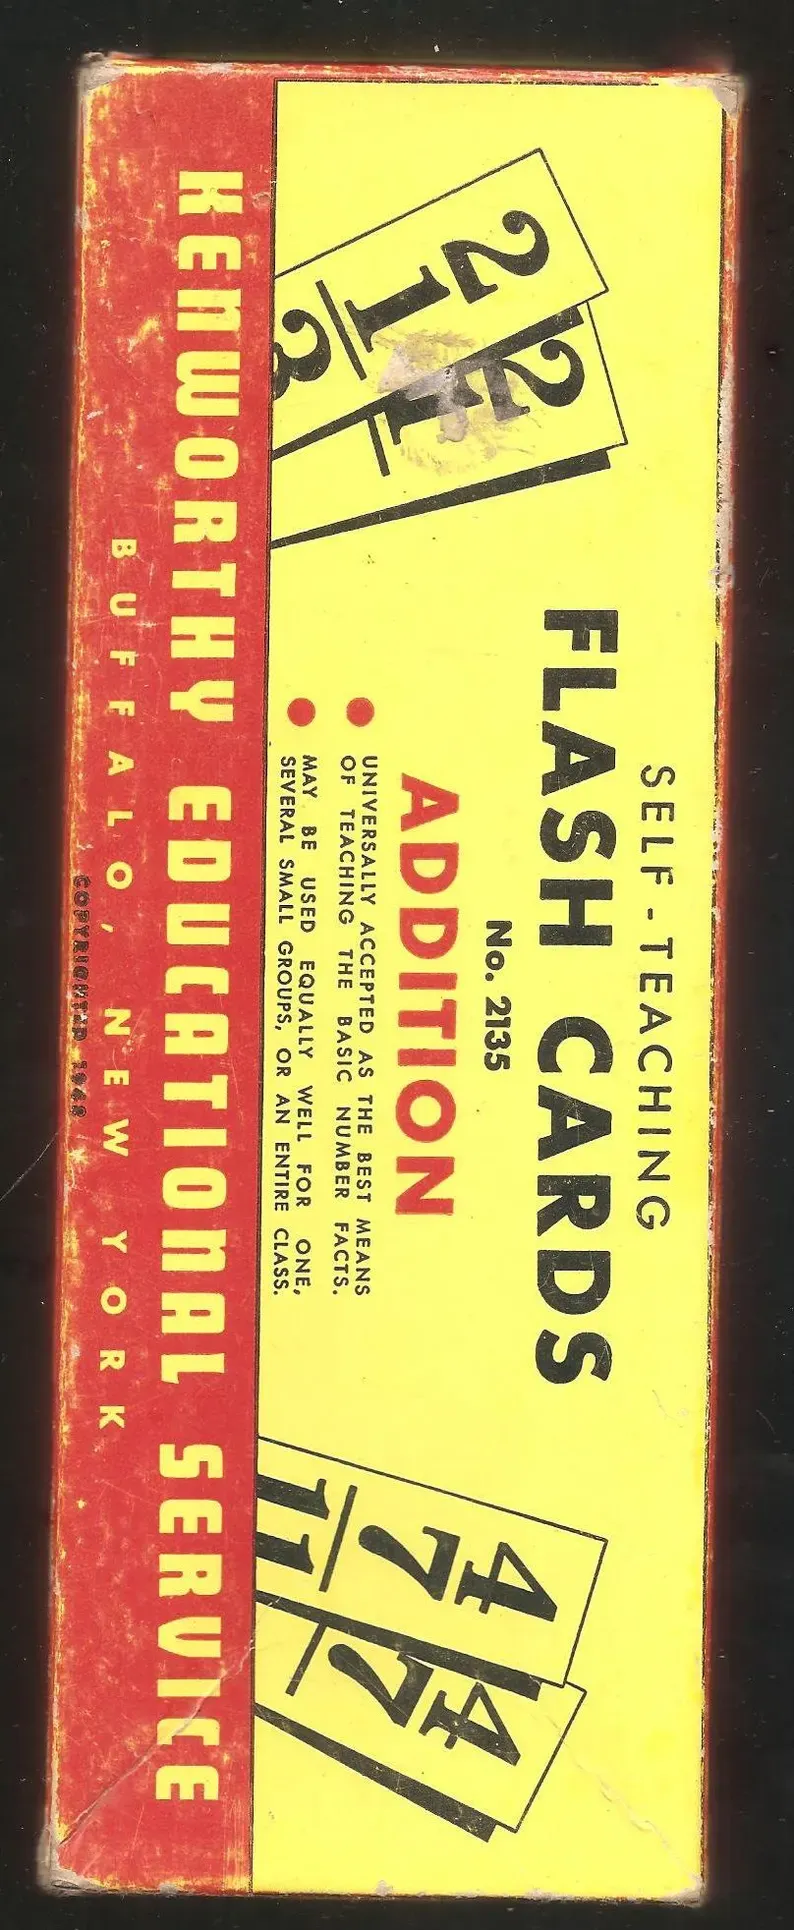 SELF-TEACHING
FLASH CARDS
No. 2135
ADDITION
UNIVERSALLY ACCEPTED AS THE BEST MEANS
OF TEACHING THE BASIC NUMBER FACTS.
MAY BE USED EQUALLY WELL FOR ONE,
SEVERAL SMALL GROUPS, OR AN ENTIRE CLASS.
2
1
3
2
1
4
7
11
4
7
KENWORTHY EDUCATIONAL SERVICE
BUFFALO, NEW YORK
COPYRIGHTED